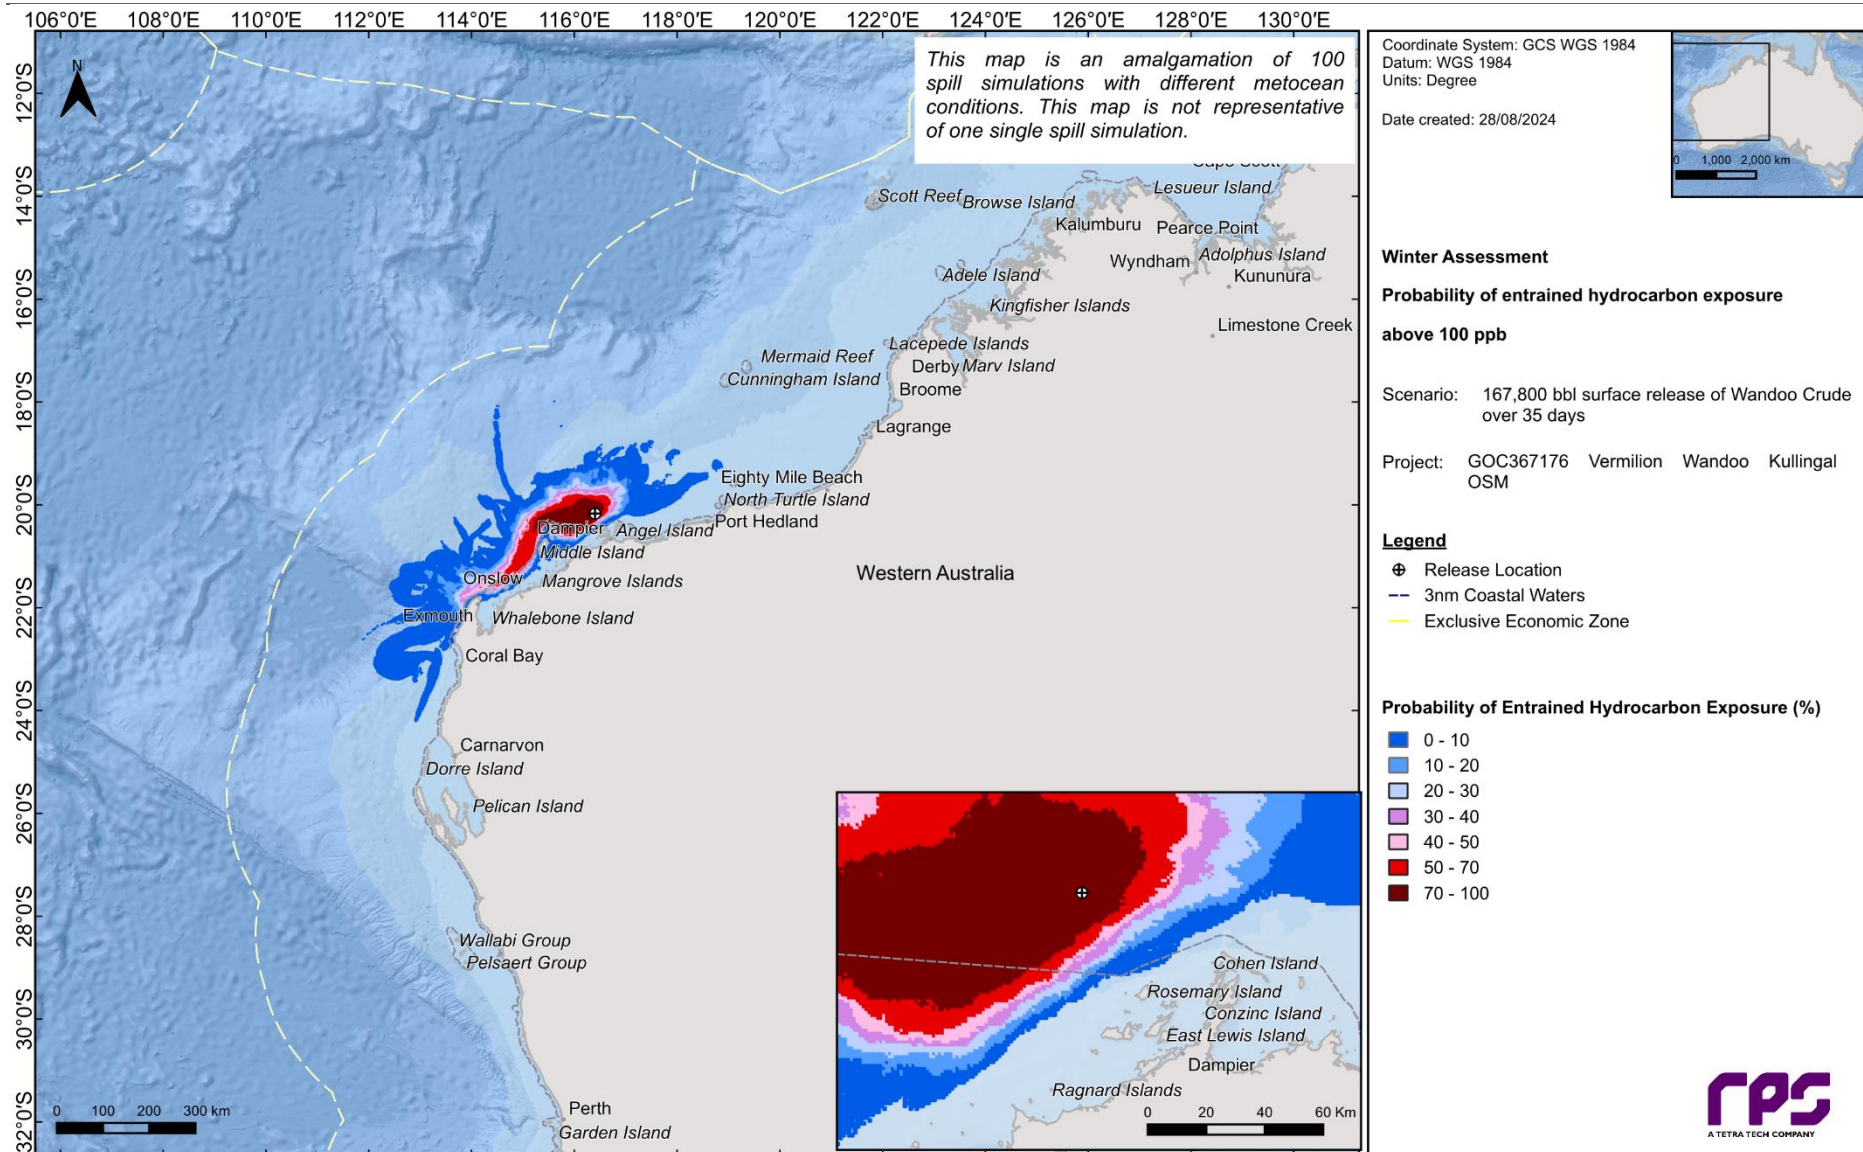 106°0'E 108°0'E 110°0'E 112°0'E 114°0'E 116°0'E 118°0'E 120°0'E 122°0'E 124°0'E 126°0'E 128°0'E 130°0'E
N
This map is an amalgamation of 100
spill simulations with different metocean
conditions. This map is not representative
of one single spill simulation.
12°0'S
14°0'S
16°0'S
18°0'S
20°0'S
22°0'S
24°0'S
26°0'S
28°0'S
30°0'S
32°0'S
Lesueur Island
Scott Reef
Browse Island
Kalumburu
Pearce Point
Wyndham
Adolphus Island
Kununura
Adele Island
Kingfisher Islands
Limestone Creek
Lacepede Islands
Mermaid Reef
Derby
Marv Island
Cunningham Island
Broome
Lagrange
Eighty Mile Beach
North Turtle Island
Port Hedland
Dampier
Angel Island
Middle Island
Western Australia
Onslow
Mangrove Islands
Exmouth
Whalebone Island
Coral Bay
Carnarvon
Dorre Island
Pelican Island
Wallabi Group
Pelsaert Group
Perth
Garden Island
0 100 200 300 km
Cohen Island
Rosemary Island
Conzinc Island
East Lewis Island
Dampier
Ragnard Islands
0 20 40 60 Km
Coordinate System: GCS WGS 1984
Datum: WGS 1984
Units: Degree
Date created: 28/08/2024
0 1,000 2,000 km
Winter Assessment
Probability of entrained hydrocarbon exposure
above 100 ppb
Scenario: 167,800 bbl surface release of Wandoo Crude
over 35 days
Project: GOC367176 Vermilion Wandoo Kullingal
OSM
Legend
Release Location
3nm Coastal Waters
Exclusive Economic Zone
Probability of Entrained Hydrocarbon Exposure (%)
0 - 10
10 - 20
20 - 30
30 - 40
40 - 50
50 - 70
70 - 100
rps
A TETRA TECH COMPANY